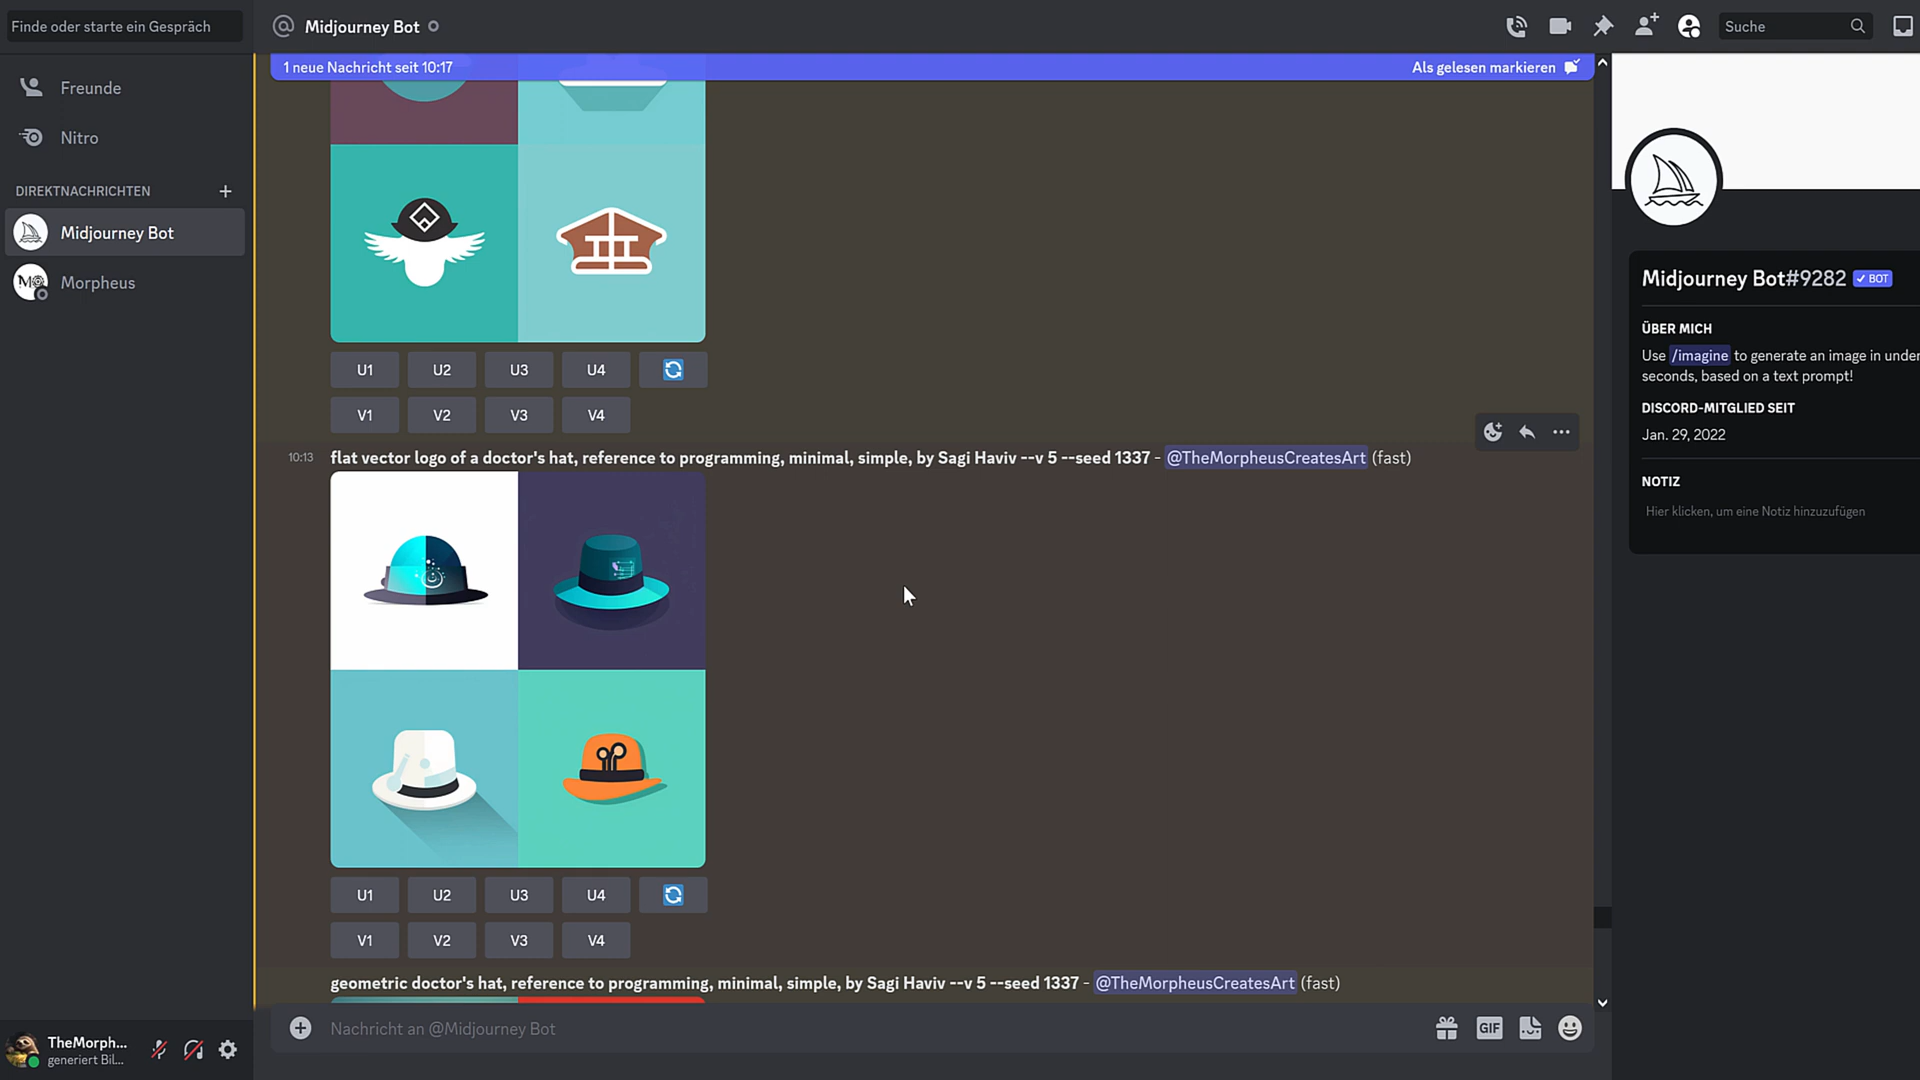 Finde oder starte ein Gespräch
Midjourney Bot
Suche
1 neue Nachricht seit 10:17
Als gelesen markieren
Freunde
Nitro
DIREKTNACHRICHTEN
Midjourney Bot
Morpheus
U1 U2 U3 U4
V1 V2 V3 V4
10:13 flat vector logo of a doctor's hat, reference to programming, minimal, simple, by Sagi Haviv --v 5 --seed 1337 - @TheMorpheusCreatesArt (fast)
U1 U2 U3 U4
V1 V2 V3 V4
geometric doctor's hat, reference to programming, minimal, simple, by Sagi Haviv --v 5 --seed 1337 - @TheMorpheusCreatesArt (fast)
Nachricht an @Midjourney Bot
GIF
TheMorph...
generiert Bil...
Midjourney Bot#9282 BOT
ÜBER MICH
Use /imagine to generate an image in under
seconds, based on a text prompt!
DISCORD-MITGLIED SEIT
Jan. 29, 2022
NOTIZ
Hier klicken, um eine Notiz hinzuzufügen